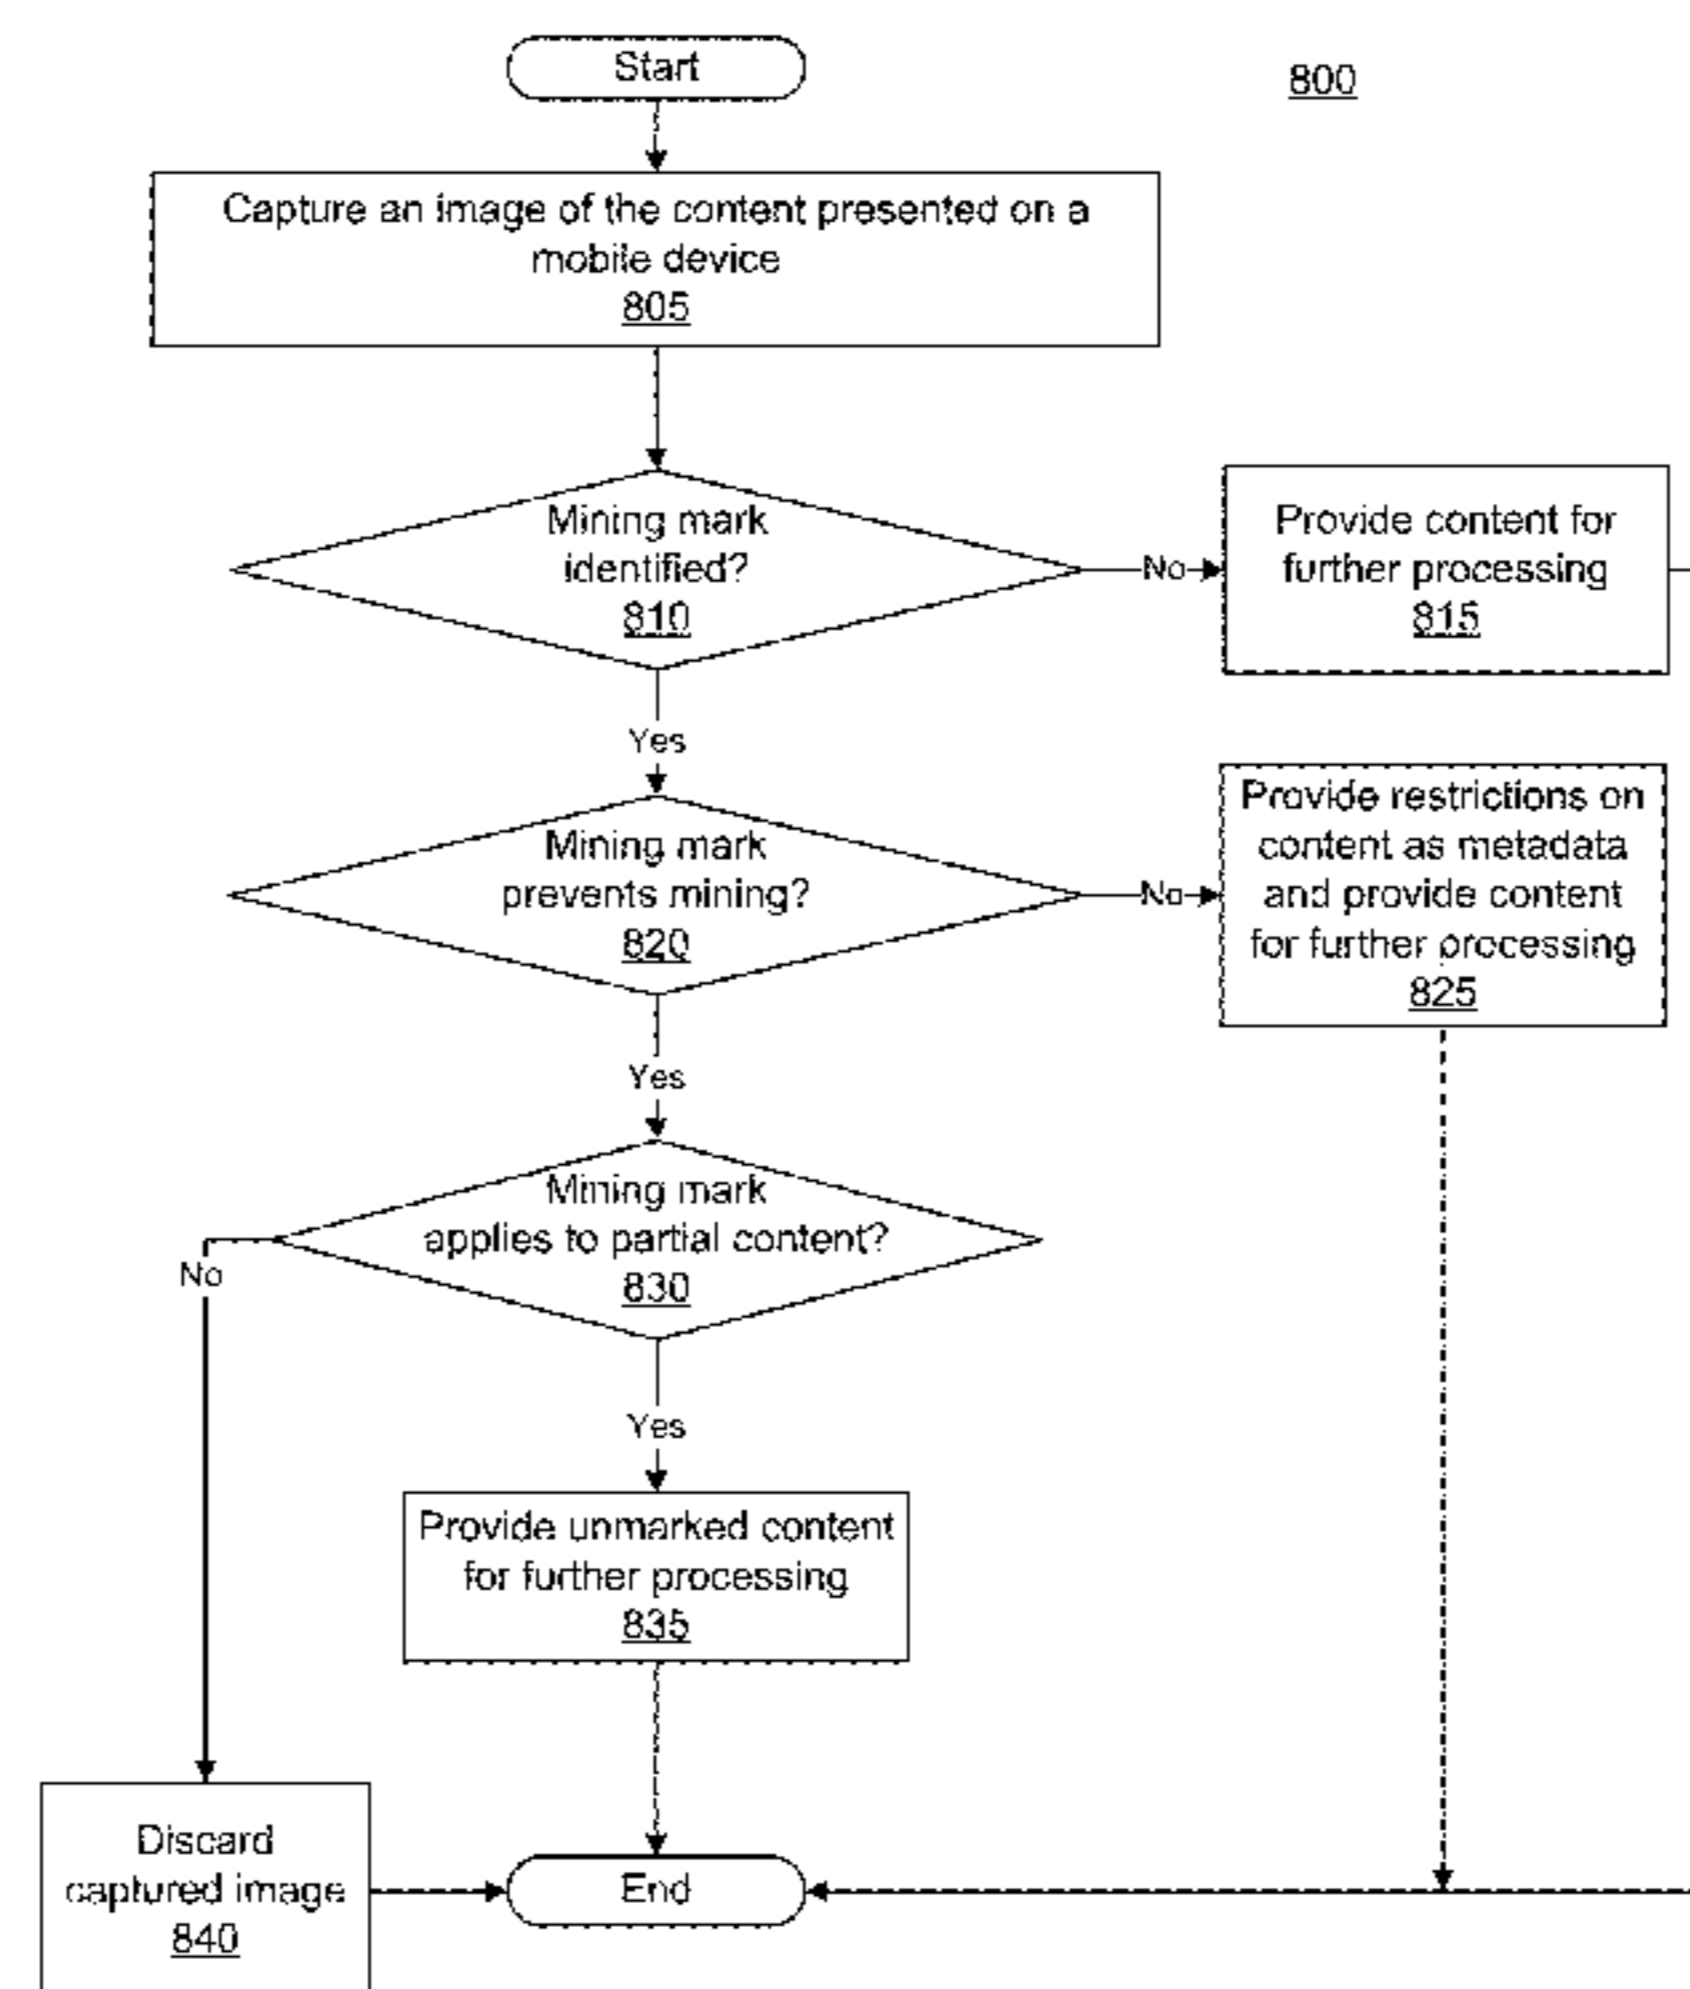 Start
800
Capture an image of the content presented on a
mobile device
805
Mining mark
identified?
810
No
Provide content for
further processing
815
Yes
Mining mark
prevents mining?
820
No
Provide restrictions on
content as metadata
and provide content
for further processing
825
Yes
Mining mark
applies to partial content?
830
No
Yes
Provide unmarked content
for further processing
835
Discard
captured image
840
End